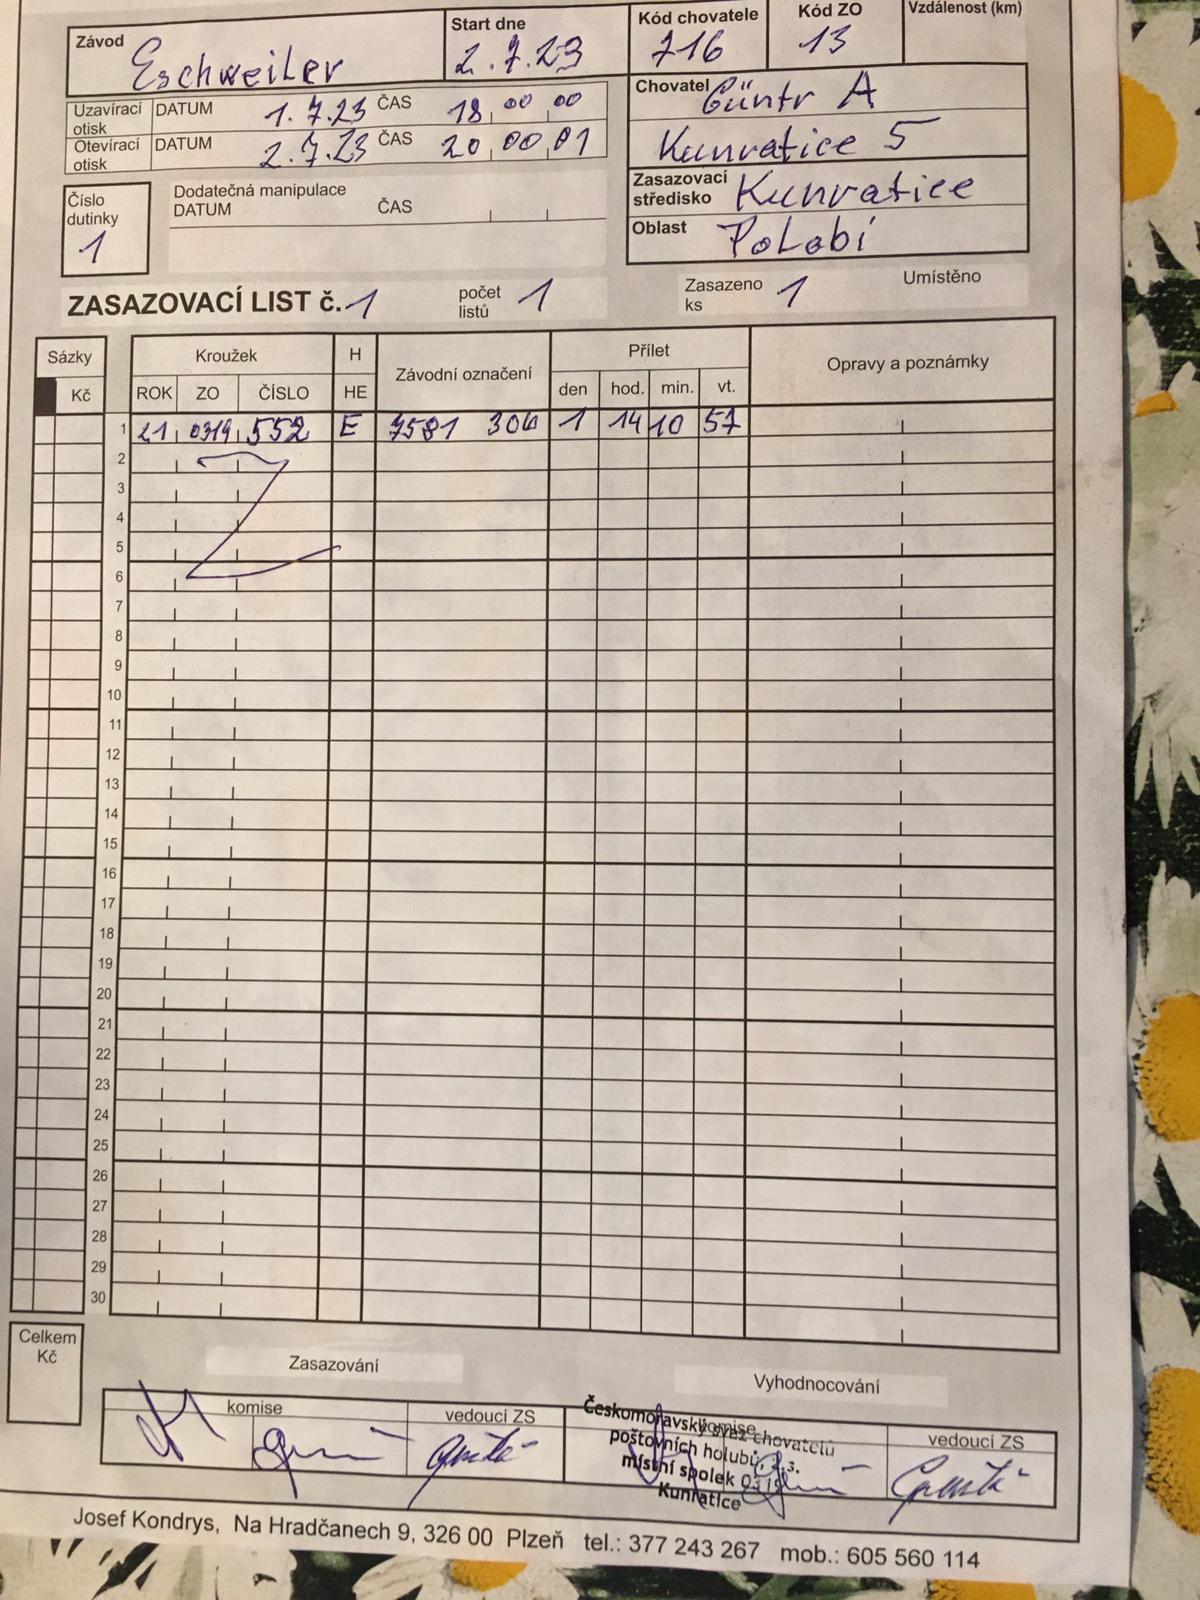 Závod Eschweiler Start dne 2.7.23 Kód chovatele 716 Kód ZO 13 Vzdálenost (km)
Uzavírací otisk DATUM 1.7.23 ČAS 18 00 00
Otevírací otisk DATUM 2.7.23 ČAS 20 00 01
Chovatel Güntr A
Kunratice 5
Zasazovací středisko Kunratice
Oblast Polabí
Číslo dutinky 1
Dodatečná manipulace
DATUM ČAS
ZASAZOVACÍ LIST č. 1 počet listů 1 Zasazeno ks 1 Umístěno
Sázky Kroužek H Závodní označení Přílet Opravy a poznámky
Kč ROK ZO ČÍSLO HE den hod. min. vt.
1 21 0319 552 E 7581 306 1 14 10 57
2
3
4
5
6
7
8
9
10
11
12
13
14
15
16
17
18
19
20
21
22
23
24
25
26
27
28
29
30
Celkem
Kč
Zasazování Vyhodnocování
komise vedoucí ZS komise vedoucí ZS
Českomoravský svaz chovatelů
poštovních holubů, z.s.
místní spolek 0319
Kunratice
Josef Kondrys, Na Hradčanech 9, 326 00 Plzeň tel.: 377 243 267 mob.: 605 560 114